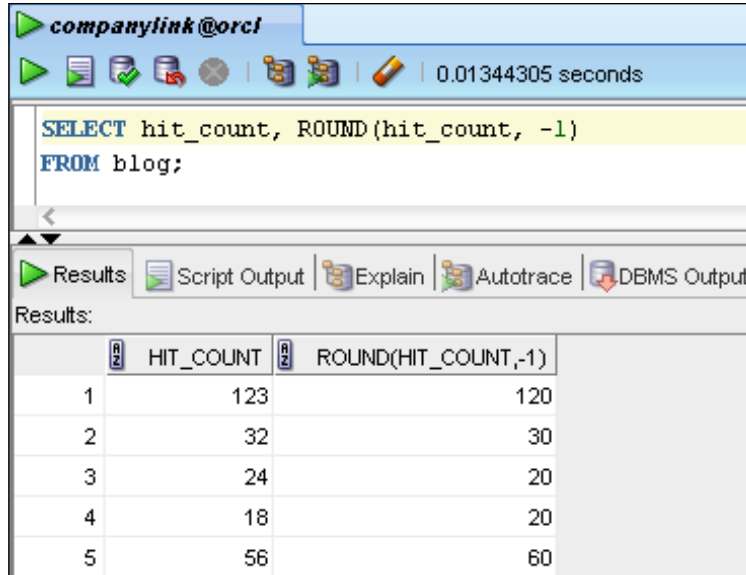 companylink@orcl
0.01344305 seconds
SELECT hit_count, ROUND(hit_count, -1)
FROM blog;
Results Script Output Explain Autotrace DBMS Output
Results:
HIT_COUNT ROUND(HIT_COUNT,-1)
1 123 120
2 32 30
3 24 20
4 18 20
5 56 60